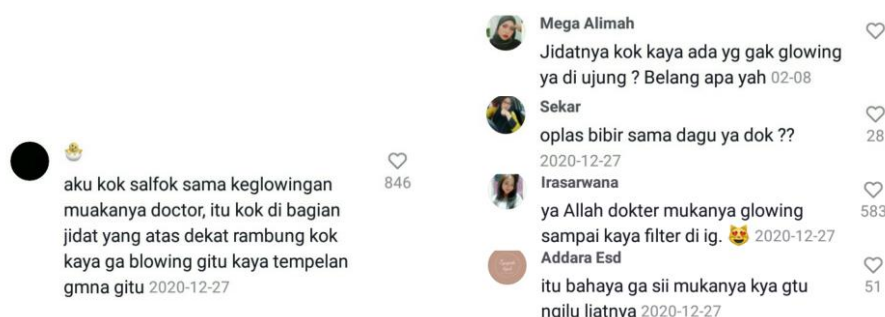 aku kok salfok sama keglowingan
muakanya doctor, itu kok di bagian
jidat yang atas dekat rambung kok
kaya ga blowing gitu kaya tempelan
gmna gitu 2020-12-27
846
Mega Alimah
Jidatnya kok kaya ada yg gak glowing
ya di ujung ? Belang apa yah 02-08
Sekar
oplas bibir sama dagu ya dok ??
2020-12-27
28
Irasarwana
ya Allah dokter mukanya glowing
sampai kaya filter di ig. 😻 2020-12-27
583
Addara Esd
itu bahaya ga sii mukanya kya gtu
ngilu liatnya 2020-12-27
51